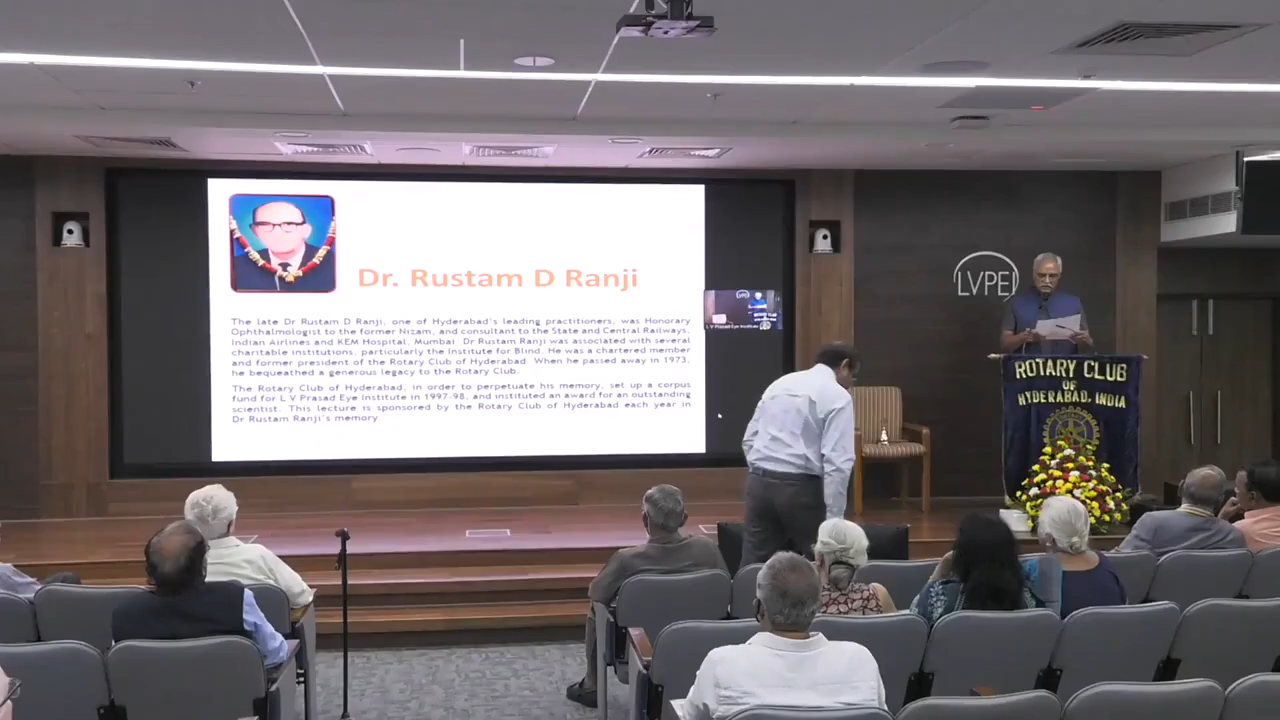 Dr. Rustam D Ranji
The late Dr Rustam D Ranji, one of Hyderabad's leading practitioners, was Honorary
Ophthalmologist to the former Nizam, and consultant to the State and Central Railways,
Indian Airlines and KEM Hospital, Mumbai Dr Rustam Ranji was associated with several
charitable institutions, particularly the Institute for Blind. He was a chartered member
and former president of the Rotary Club of Hyderabad When he passed away in 1973,
he bequeathed a generous legacy to the Rotary Club.
The Rotary Club of Hyderabad, in order to perpetuate his memory, set up a corpus
fund for L V Prasad Eye Institute in 1997-98, and instituted an award for an outstanding
scientist. This lecture is sponsored by the Rotary Club of Hyderabad each year in
Dr Rustam Ranji's memory
L V Prasad Eye Institute
LVPEI
ROTARY CLUB
OF
HYDERABAD, INDIA